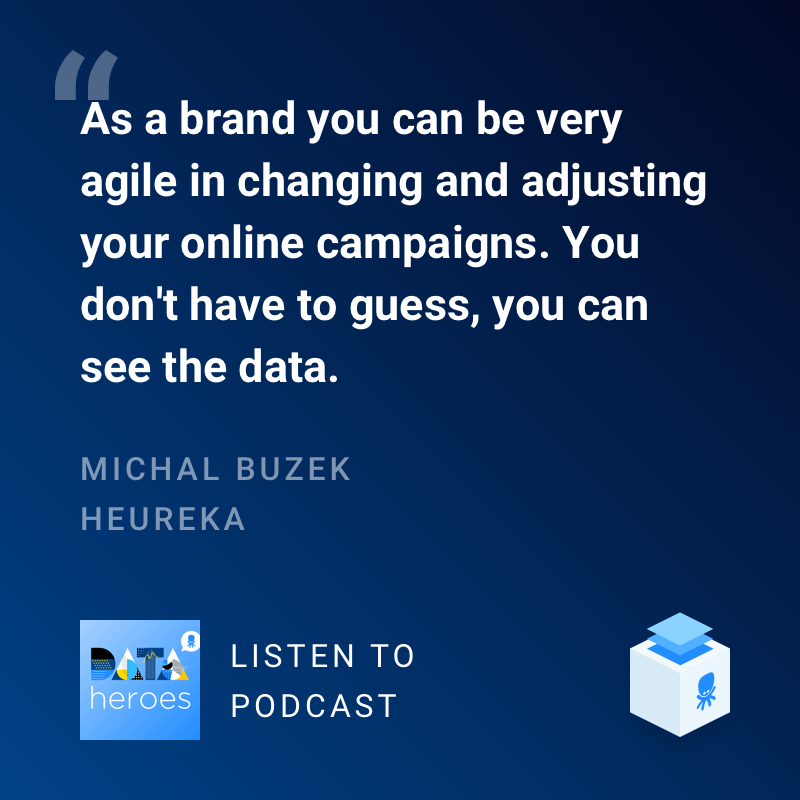 “
As a brand you can be very
agile in changing and adjusting
your online campaigns. You
don't have to guess, you can
see the data.
MICHAL BUZEK
HEUREKA
DATA
heroes
LISTEN TO
PODCAST